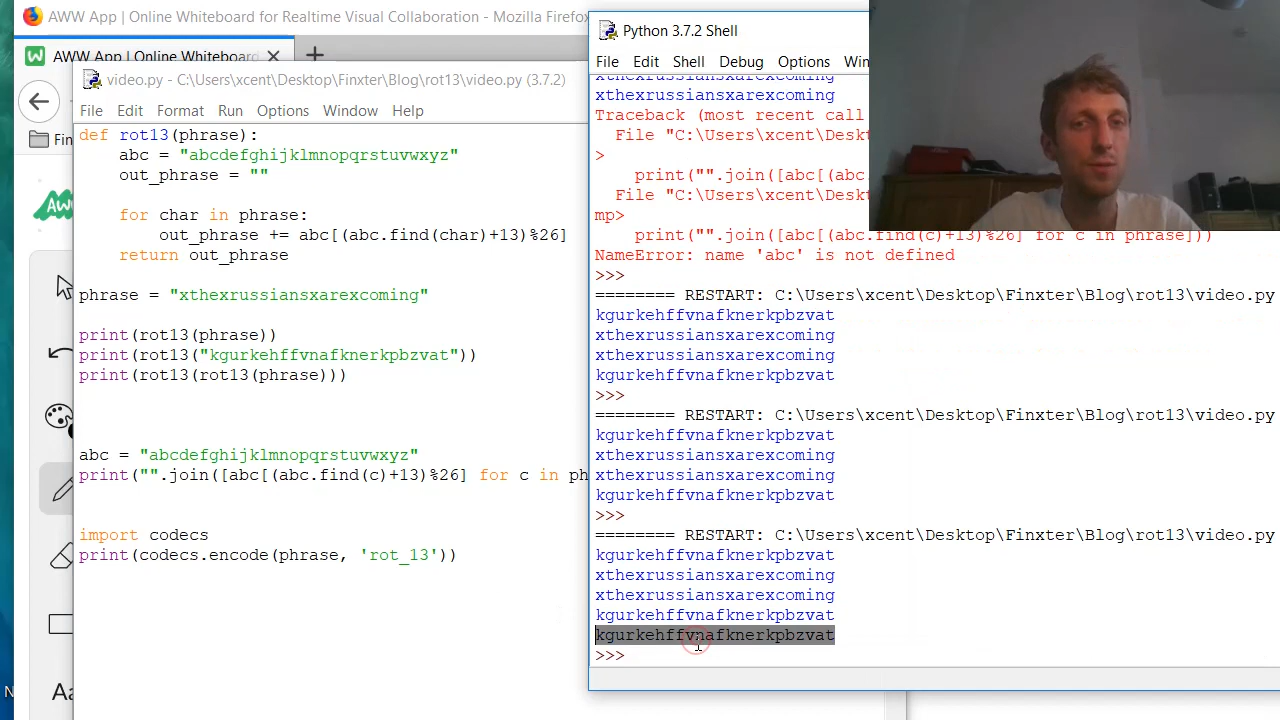 AWW App | Online Whiteboard for Realtime Visual Collaboration - Mozilla Firefox
AWW App | Online Whiteboard
Fin
AWW
Aa
N
video.py - C:\Users\xcent\Desktop\Finxter\Blog\rot13\video.py (3.7.2)
File Edit Format Run Options Window Help
def rot13(phrase):
    abc = "abcdefghijklmnopqrstuvwxyz"
    out_phrase = ""
    for char in phrase:
        out_phrase += abc[(abc.find(char)+13)%26]
    return out_phrase
phrase = "xthexrussiansxarexcoming"
print(rot13(phrase))
print(rot13("kgurkehffvnafknerkpbzvat"))
print(rot13(rot13(phrase)))
abc = "abcdefghijklmnopqrstuvwxyz"
print("".join([abc[(abc.find(c)+13)%26] for c in ph
import codecs
print(codecs.encode(phrase, 'rot_13'))
Python 3.7.2 Shell
File Edit Shell Debug Options Win
xthexrussiansxarexcoming
xthexrussiansxarexcoming
Traceback (most recent call
  File "C:\Users\xcent\Deskt
>
    print("".join([abc[(abc.
  File "C:\Users\xcent\Deskt
mp>
    print("".join([abc[(abc.find(c)+13)%26] for c in phrase]))
NameError: name 'abc' is not defined
>>>
======== RESTART: C:\Users\xcent\Desktop\Finxter\Blog\rot13\video.py
kgurkehffvnafknerkpbzvat
xthexrussiansxarexcoming
xthexrussiansxarexcoming
kgurkehffvnafknerkpbzvat
>>>
======== RESTART: C:\Users\xcent\Desktop\Finxter\Blog\rot13\video.py
kgurkehffvnafknerkpbzvat
xthexrussiansxarexcoming
xthexrussiansxarexcoming
kgurkehffvnafknerkpbzvat
>>>
======== RESTART: C:\Users\xcent\Desktop\Finxter\Blog\rot13\video.py
kgurkehffvnafknerkpbzvat
xthexrussiansxarexcoming
xthexrussiansxarexcoming
kgurkehffvnafknerkpbzvat
kgurkehffvnafknerkpbzvat
>>>